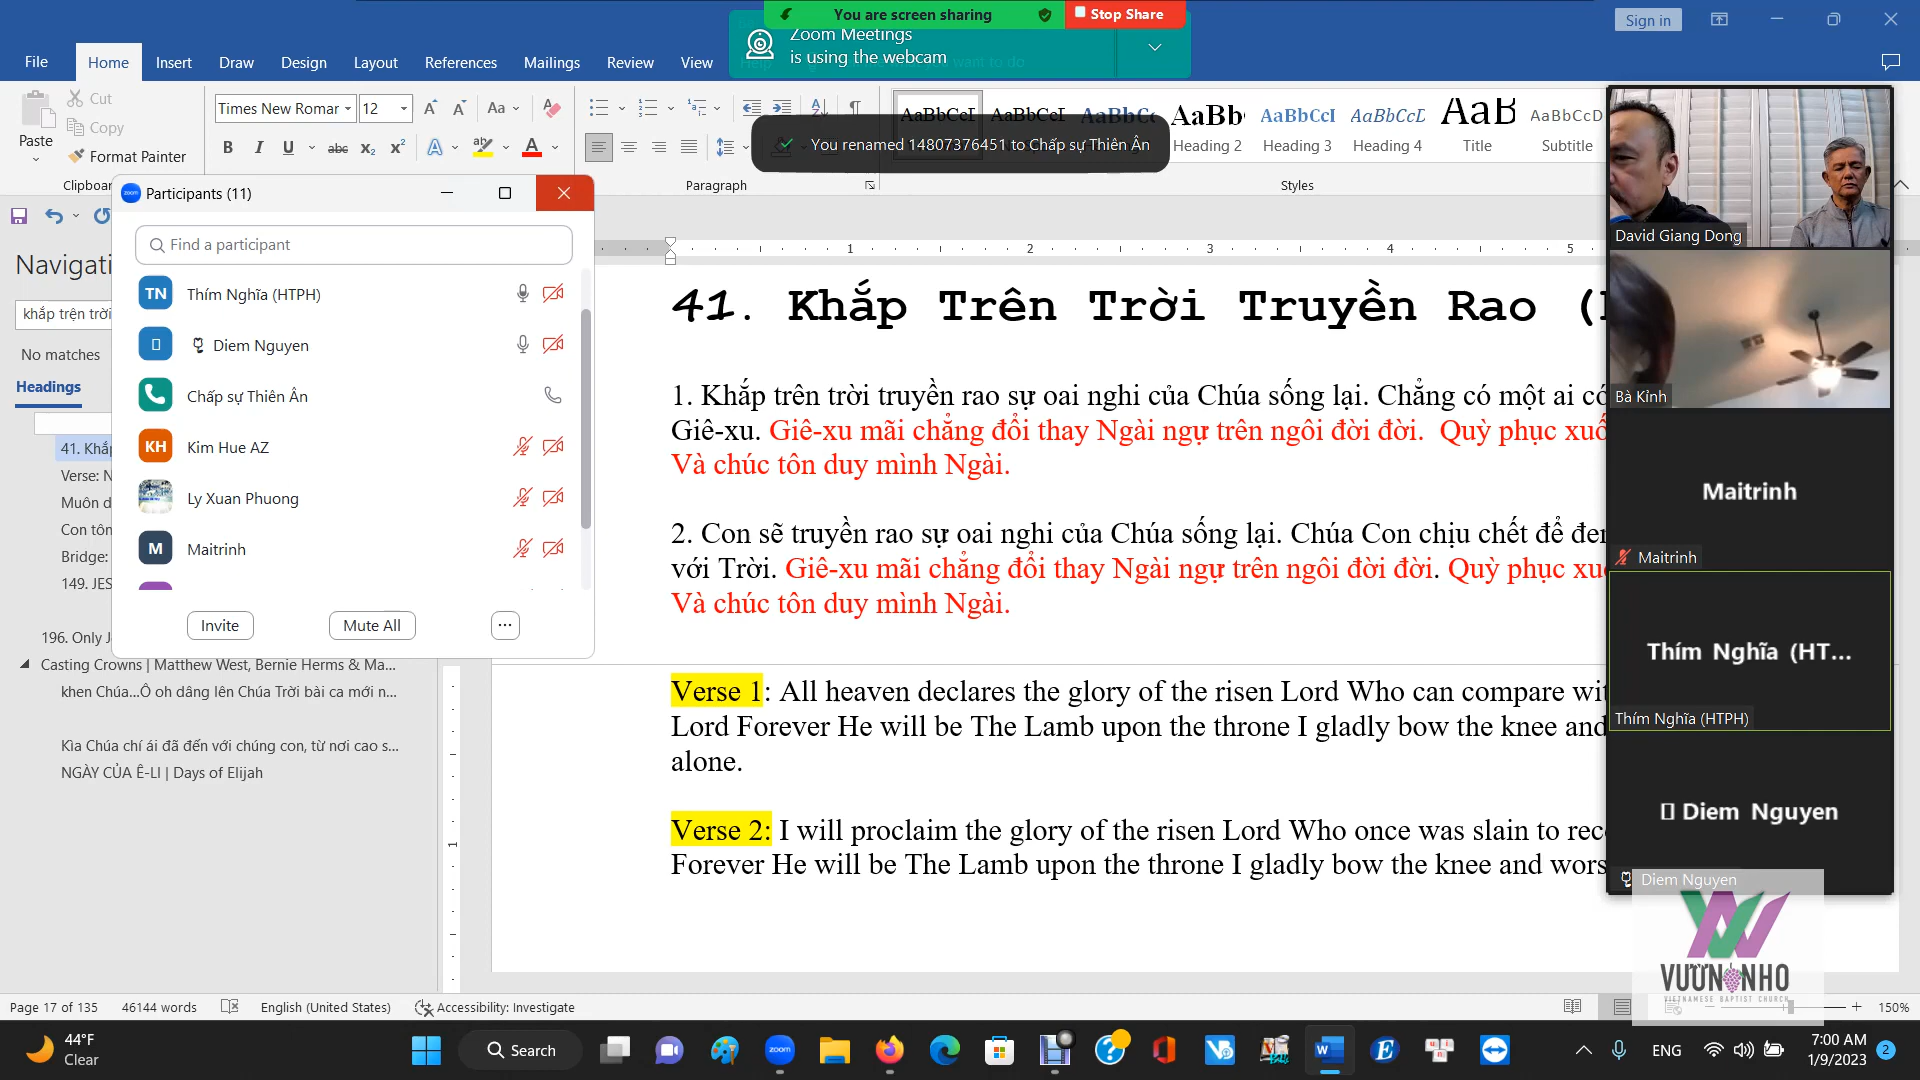 You are screen sharing
Stop Share
Zoom Meetings
is using the webcam
Sign in
File
Home
Insert
Draw
Design
Layout
References
Mailings
Review
View
Paste
Cut
Copy
Format Painter
Times New Roman
12
Paragraph
Styles
Heading 2
Heading 3
Heading 4
Title
Subtitle
You renamed 14807376451 to Chấp sự Thiên Ân
Participants (11)
Find a participant
TN Thím Nghĩa (HTPH)
Diem Nguyen
Chấp sự Thiên Ân
KH Kim Hue AZ
Ly Xuan Phuong
M Maitrinh
Invite
Mute All
No matches
Headings
Verse: N
Bridge:
149. JES
196. Only J
Casting Crowns | Matthew West, Bernie Herms & Ma...
khen Chúa...Ô oh dâng lên Chúa Trời bài ca mới n...
Kìa Chúa chí ái đã đến với chúng con, từ nơi cao s...
NGÀY CỦA Ê-LI | Days of Elijah
41. Khắp Trên Trời Truyền Rao (
1. Khắp trên trời truyền rao sự oai nghi của Chúa sống lại. Chẳng có một ai có
Giê-xu. Giê-xu mãi chẳng đổi thay Ngài ngự trên ngôi đời đời. Quỳ phục xuố
Và chúc tôn duy mình Ngài.
2. Con sẽ truyền rao sự oai nghi của Chúa sống lại. Chúa Con chịu chết để đem
với Trời. Giê-xu mãi chẳng đổi thay Ngài ngự trên ngôi đời đời. Quỳ phục xuố
Và chúc tôn duy mình Ngài.
Verse 1: All heaven declares the glory of the risen Lord Who can compare wit
Lord Forever He will be The Lamb upon the throne I gladly bow the knee and
alone.
Verse 2: I will proclaim the glory of the risen Lord Who once was slain to reco
Forever He will be The Lamb upon the throne I gladly bow the knee and wors
David Giang Dong
Bà Kỉnh
Maitrinh
Maitrinh
Thím Nghĩa (HT...
Thím Nghĩa (HTPH)
Diem Nguyen
Diem Nguyen
VƯỜN NHO
VIETNAMESE BAPTIST CHURCH
Page 17 of 135
46144 words
English (United States)
Accessibility: Investigate
150%
44°F
Clear
Search
ENG
7:00 AM
1/9/2023
2